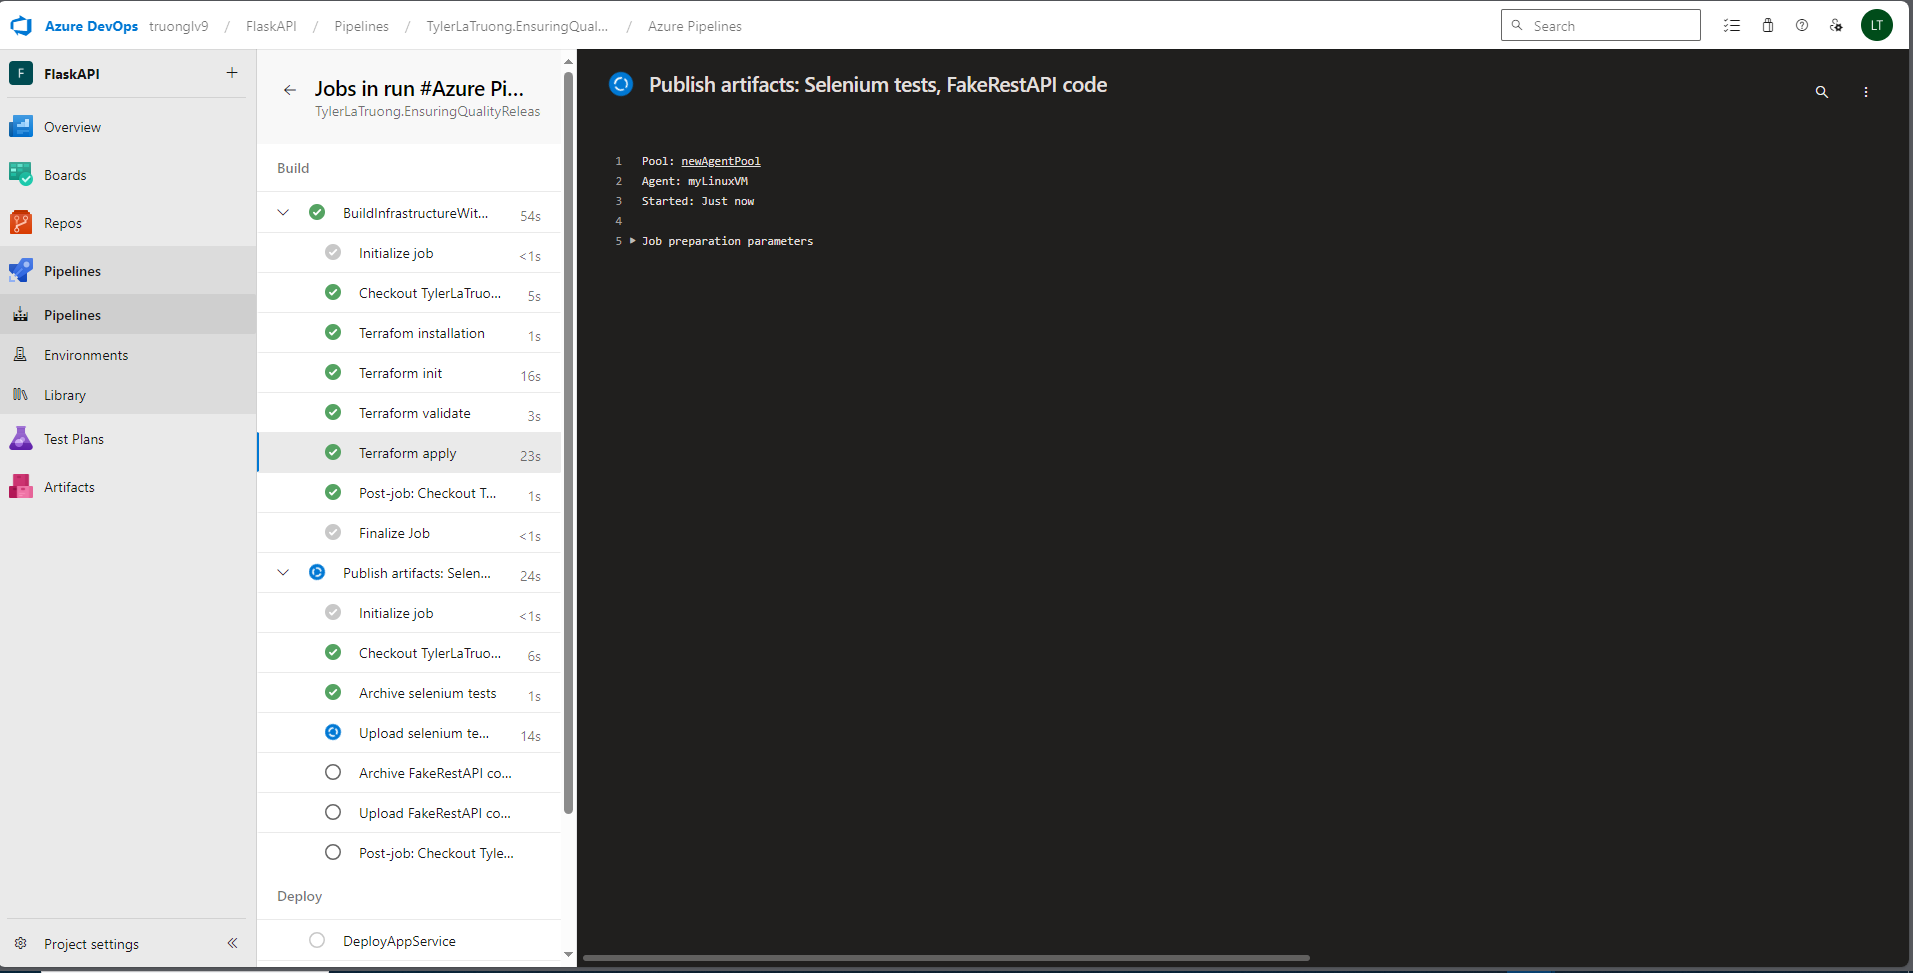 Azure DevOps truonglv9 / FlaskAPI / Pipelines / TylerLaTruong.EnsuringQual... / Azure Pipelines
Search
LT
F FlaskAPI +
Overview
Boards
Repos
Pipelines
Pipelines
Environments
Library
Test Plans
Artifacts
Project settings
Jobs in run #Azure Pi...
TylerLaTruong.EnsuringQualityReleas
Build
BuildInfrastructureWit... 54s
Initialize job <1s
Checkout TylerLaTruo... 5s
Terrafom installation 1s
Terraform init 16s
Terraform validate 3s
Terraform apply 23s
Post-job: Checkout T... 1s
Finalize Job <1s
Publish artifacts: Selen... 24s
Initialize job <1s
Checkout TylerLaTruo... 6s
Archive selenium tests 1s
Upload selenium te... 14s
Archive FakeRestAPI co...
Upload FakeRestAPI co...
Post-job: Checkout Tyle...
Deploy
DeployAppService
Publish artifacts: Selenium tests, FakeRestAPI code
1 Pool: newAgentPool
2 Agent: myLinuxVM
3 Started: Just now
4
5 Job preparation parameters